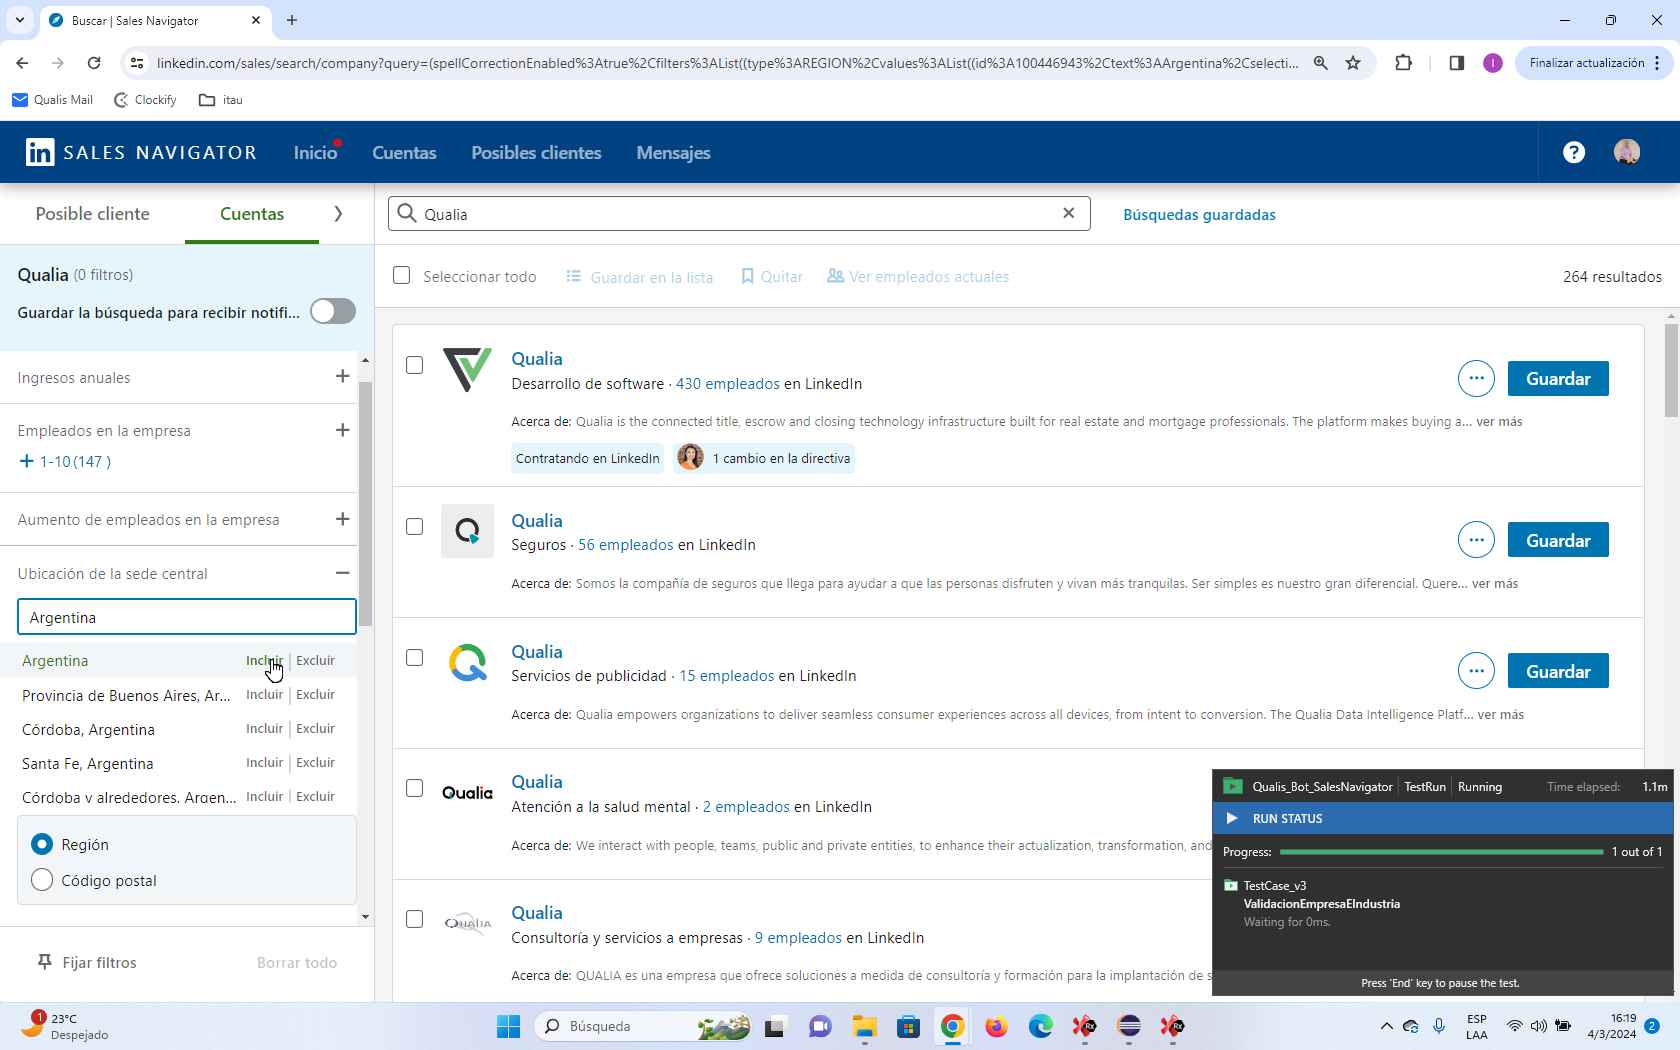 Buscar | Sales Navigator
linkedin.com/sales/search/company?query=(spellCorrectionEnabled%3Atrue%2Cfilters%3AList((type%3AREGION%2Cvalues%3AList((id%3A100446943%2Ctext%3AArgentina%2Cselecti...
Finalizar actualización
Qualis Mail
Clockify
itau
in SALES NAVIGATOR
Inicio
Cuentas
Posibles clientes
Mensajes
?
Posible cliente
Cuentas
Qualia
Búsquedas guardadas
Qualia (0 filtros)
Guardar la búsqueda para recibir notifi...
Seleccionar todo
Guardar en la lista
Quitar
Ver empleados actuales
264 resultados
Ingresos anuales
Empleados en la empresa
1-10 (147 )
Aumento de empleados en la empresa
Ubicación de la sede central
Argentina
Argentina Incluir Excluir
Provincia de Buenos Aires, Ar... Incluir Excluir
Córdoba, Argentina Incluir Excluir
Santa Fe, Argentina Incluir Excluir
Córdoba y alrededores, Argen... Incluir Excluir
Región
Código postal
Fijar filtros
Borrar todo
Qualia
Desarrollo de software · 430 empleados en LinkedIn
Guardar
Acerca de: Qualia is the connected title, escrow and closing technology infrastructure built for real estate and mortgage professionals. The platform makes buying a... ver más
Contratando en LinkedIn
1 cambio en la directiva
Qualia
Seguros · 56 empleados en LinkedIn
Guardar
Acerca de: Somos la compañía de seguros que llega para ayudar a que las personas disfruten y vivan más tranquilas. Ser simples es nuestro gran diferencial. Quere... ver más
Qualia
Servicios de publicidad · 15 empleados en LinkedIn
Guardar
Acerca de: Qualia empowers organizations to deliver seamless consumer experiences across all devices, from intent to conversion. The Qualia Data Intelligence Platf... ver más
Qualia
Qualia
Atención a la salud mental · 2 empleados en LinkedIn
Acerca de: We interact with people, teams, public and private entities, to enhance their actualization, transformation, and
QUALIA
Qualia
Consultoría y servicios a empresas · 9 empleados en LinkedIn
Acerca de: QUALIA es una empresa que ofrece soluciones a medida de consultoría y formación para la implantación de s
Qualis_Bot_SalesNavigator TestRun Running Time elapsed: 1.1m
RUN STATUS
Progress: 1 out of 1
TestCase_v3
ValidacionEmpresaEIndustria
Waiting for 0ms.
Press 'End' key to pause the test.
1
23°C
Despejado
Búsqueda
ESP
LAA
16:19
4/3/2024
2